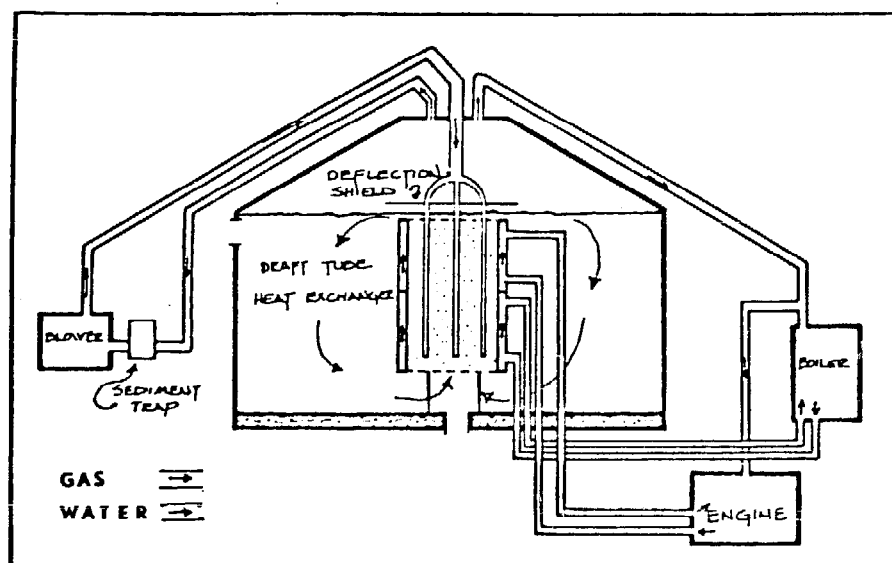 DEFLECTION
SHIELD
DRAFT TUBE
HEAT EXCHANGER
BLOWER
SEDIMENT
TRAP
BOILER
ENGINE
GAS
WATER